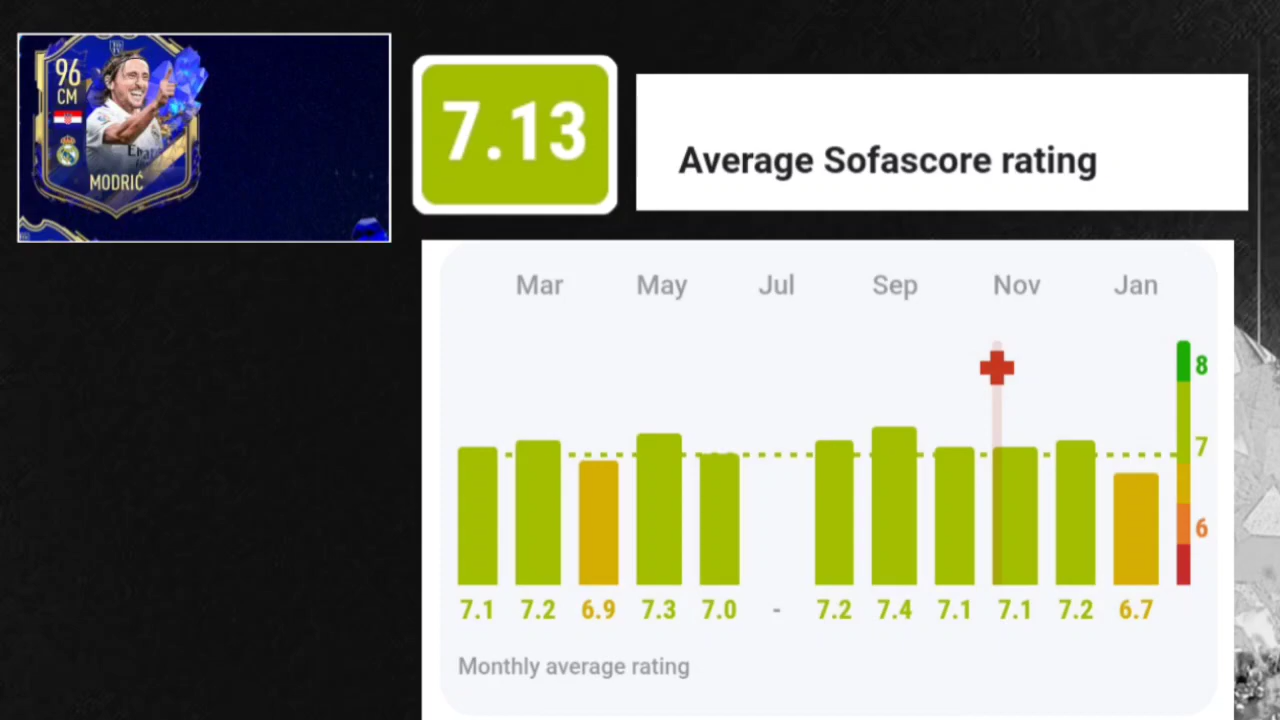 96
CM
MODRIĆ
7.13
Average Sofascore rating
Mar May Jul Sep Nov Jan
8
7
6
7.1 7.2 6.9 7.3 7.0 - 7.2 7.4 7.1 7.1 7.2 6.7
Monthly average rating